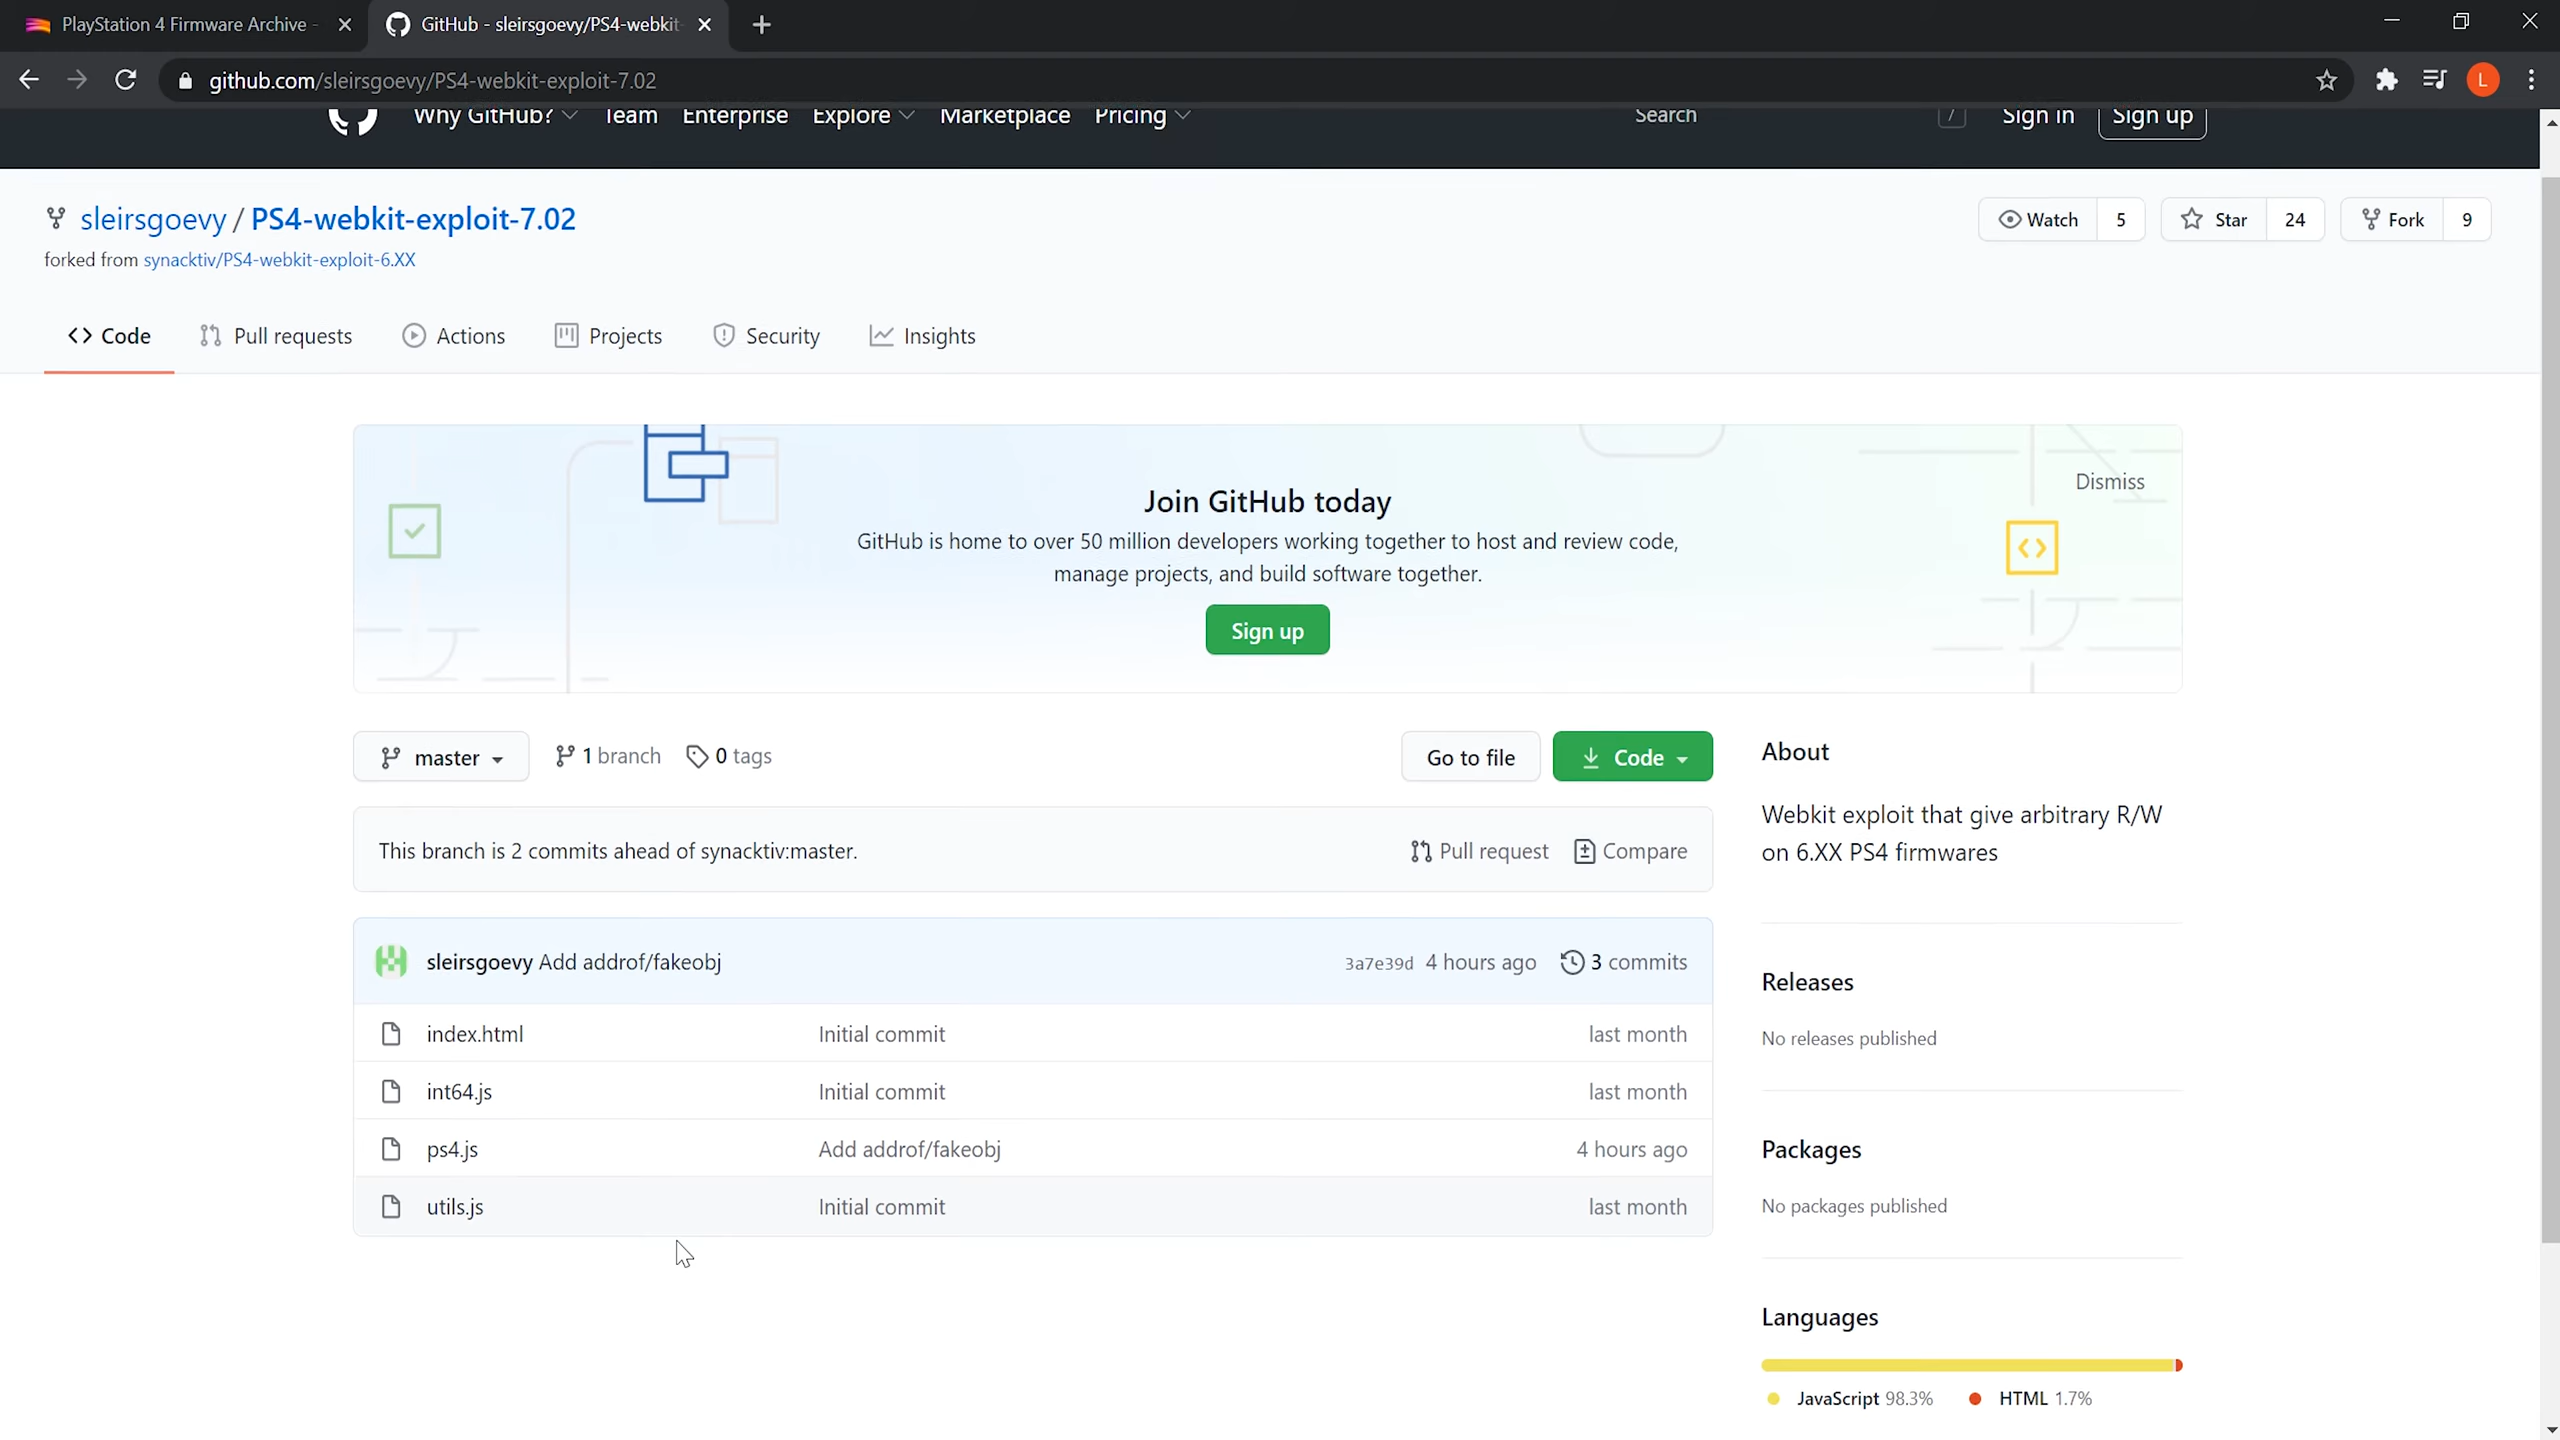 PlayStation 4 Firmware Archive -
GitHub - sleirsgoevy/PS4-webkit-
github.com/sleirsgoevy/PS4-webkit-exploit-7.02
L
Why GitHub? Team Enterprise Explore Marketplace Pricing Search / Sign in Sign up
sleirsgoevy / PS4-webkit-exploit-7.02
Watch 5 Star 24 Fork 9
forked from synacktiv/PS4-webkit-exploit-6.XX
Code Pull requests Actions Projects Security Insights
Dismiss
Join GitHub today
GitHub is home to over 50 million developers working together to host and review code,
manage projects, and build software together.
Sign up
master 1 branch 0 tags Go to file Code
This branch is 2 commits ahead of synacktiv:master. Pull request Compare
sleirsgoevy Add addrof/fakeobj 3a7e39d 4 hours ago 3 commits
index.html Initial commit last month
int64.js Initial commit last month
ps4.js Add addrof/fakeobj 4 hours ago
utils.js Initial commit last month
About
Webkit exploit that give arbitrary R/W
on 6.XX PS4 firmwares
Releases
No releases published
Packages
No packages published
Languages
JavaScript 98.3% HTML 1.7%